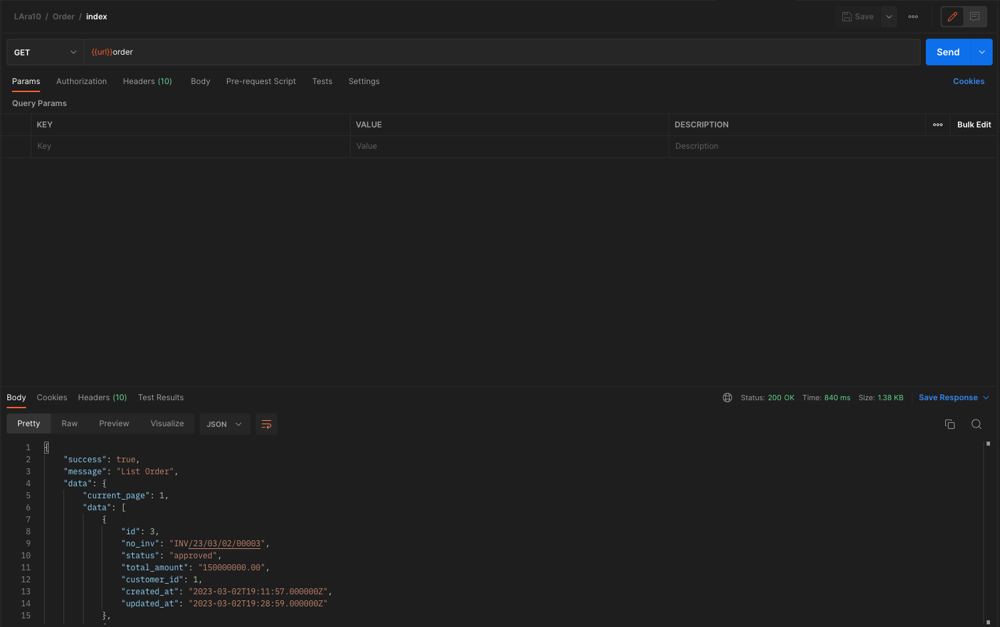 LAra10 / Order / index
Save
GET
{{url}}order
Send
Params Authorization Headers (10) Body Pre-request Script Tests Settings Cookies
Query Params
KEY VALUE DESCRIPTION Bulk Edit
Key Value Description
Body Cookies Headers (10) Test Results Status: 200 OK Time: 840 ms Size: 1.38 KB Save Response
Pretty Raw Preview Visualize JSON
1 {
2 "success": true,
3 "message": "List Order",
4 "data": {
5 "current_page": 1,
6 "data": [
7 {
8 "id": 3,
9 "no_inv": "INV/23/03/02/00003",
10 "status": "approved",
11 "total_amount": "150000000.00",
12 "customer_id": 1,
13 "created_at": "2023-03-02T19:11:57.000000Z",
14 "updated_at": "2023-03-02T19:28:59.000000Z"
15 },